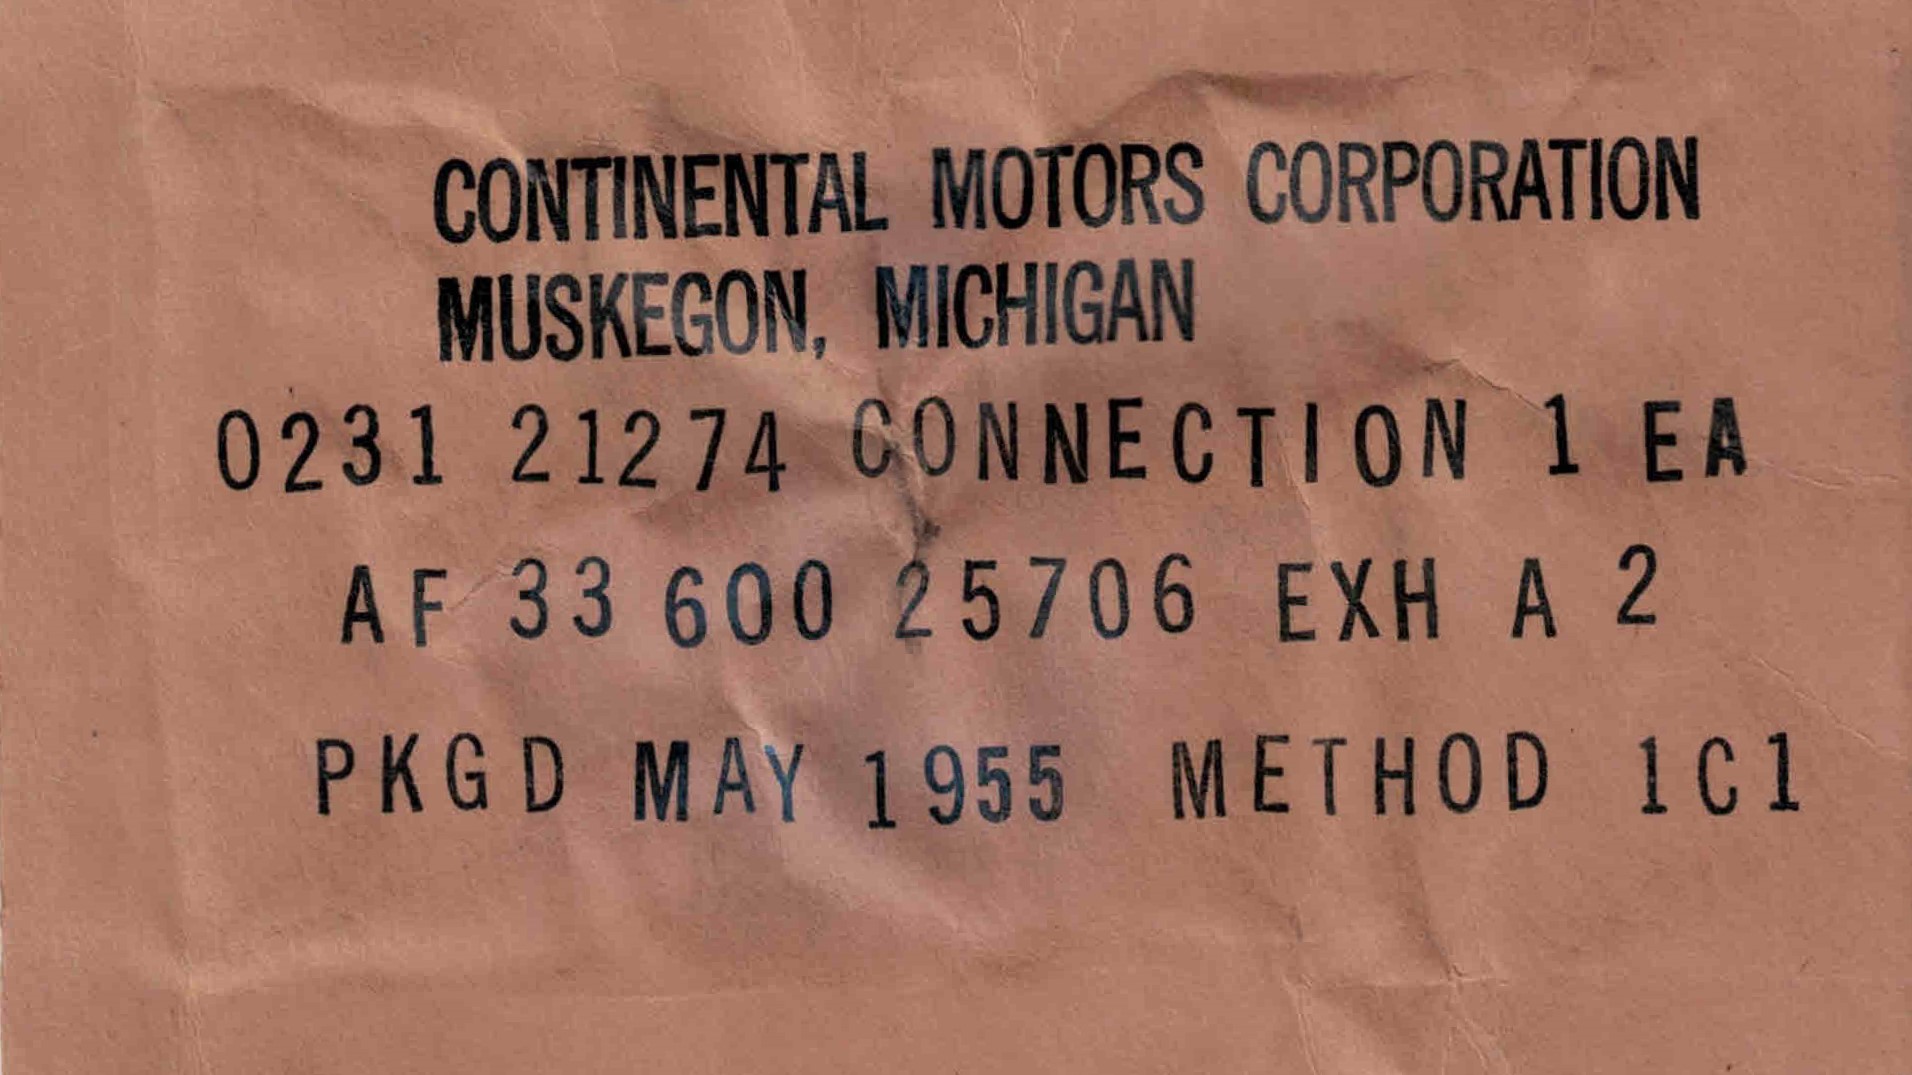 CONTINENTAL MOTORS CORPORATION
MUSKEGON, MICHIGAN
0231 21274 CONNECTION 1 EA
AF 33 600 25706 EXH A 2
PKGD MAY 1955 METHOD 1C1